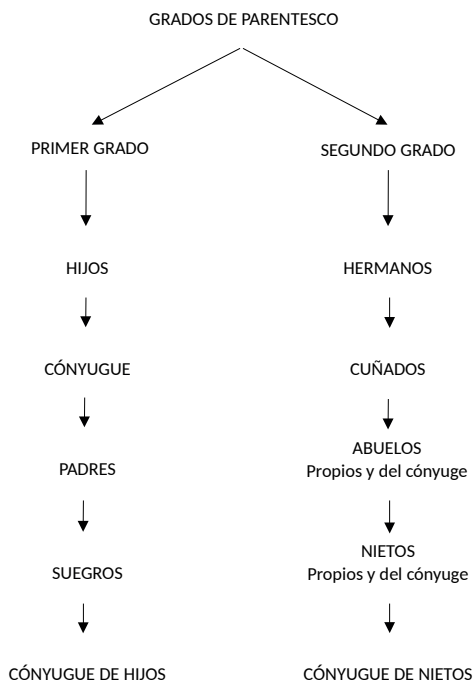 GRADOS DE PARENTESCO
PRIMER GRADO
SEGUNDO GRADO
HIJOS
HERMANOS
CÓNYUGUE
CUÑADOS
PADRES
ABUELOS
Propios y del cónyuge
SUEGROS
NIETOS
Propios y del cónyuge
CÓNYUGUE DE HIJOS
CÓNYUGUE DE NIETOS